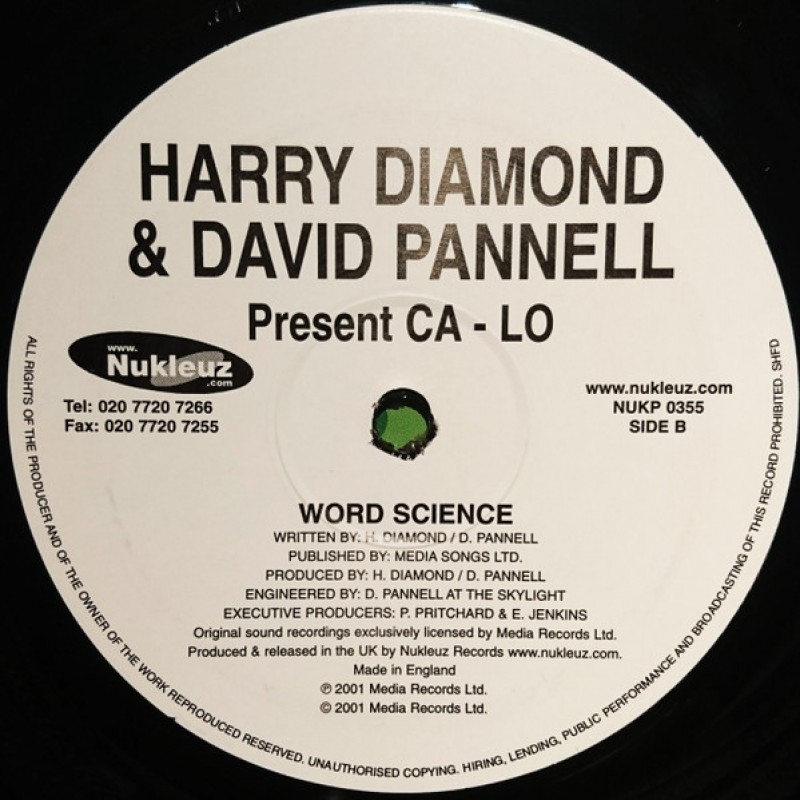 HARRY DIAMOND
& DAVID PANNELL
Present CA - LO
www.
Nukleuz
.com
Tel: 020 7720 7266
Fax: 020 7720 7255
www.nukleuz.com
NUKP 0355
SIDE B
WORD SCIENCE
WRITTEN BY: H. DIAMOND / D. PANNELL
PUBLISHED BY: MEDIA SONGS LTD.
PRODUCED BY: H. DIAMOND / D. PANNELL
ENGINEERED BY: D. PANNELL AT THE SKYLIGHT
EXECUTIVE PRODUCERS: P. PRITCHARD & E. JENKINS
Original sound recordings exclusively licensed by Media Records Ltd.
Produced & released in the UK by Nukleuz Records www.nukleuz.com.
Made in England
℗ 2001 Media Records Ltd.
© 2001 Media Records Ltd.
ALL RIGHTS OF THE PRODUCER AND OF THE OWNER OF THE WORK REPRODUCED RESERVED. UNAUTHORISED COPYING. HIRING, LENDING, PUBLIC PERFORMANCE AND BROADCASTING OF THIS RECORD PROHIBITED. SHFD